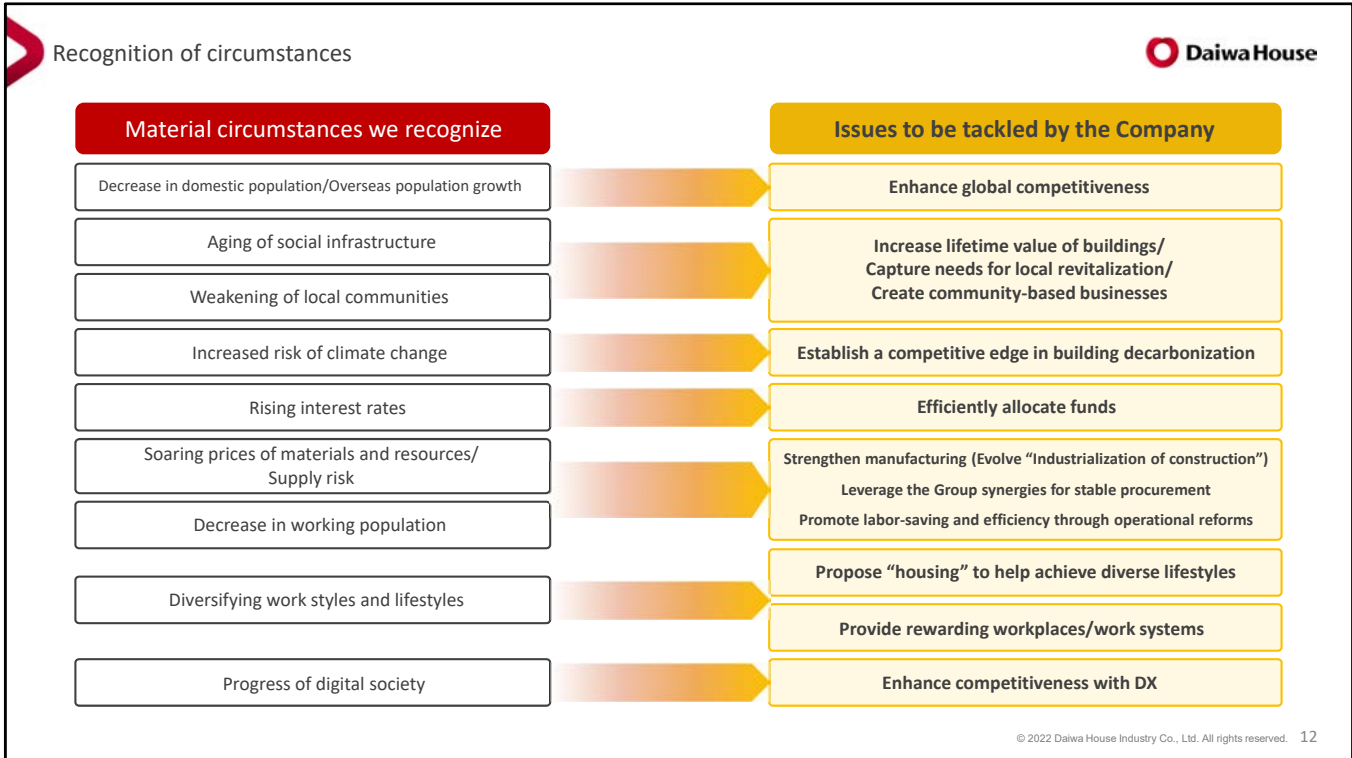 Recognition of circumstances
Daiwa House
Material circumstances we recognize
Issues to be tackled by the Company
Decrease in domestic population/Overseas population growth
Enhance global competitiveness
Aging of social infrastructure
Weakening of local communities
Increase lifetime value of buildings/
Capture needs for local revitalization/
Create community-based businesses
Increased risk of climate change
Establish a competitive edge in building decarbonization
Rising interest rates
Efficiently allocate funds
Soaring prices of materials and resources/
Supply risk
Decrease in working population
Strengthen manufacturing (Evolve “Industrialization of construction”)
Leverage the Group synergies for stable procurement
Promote labor-saving and efficiency through operational reforms
Diversifying work styles and lifestyles
Propose “housing” to help achieve diverse lifestyles
Provide rewarding workplaces/work systems
Progress of digital society
Enhance competitiveness with DX
© 2022 Daiwa House Industry Co., Ltd. All rights reserved. 12